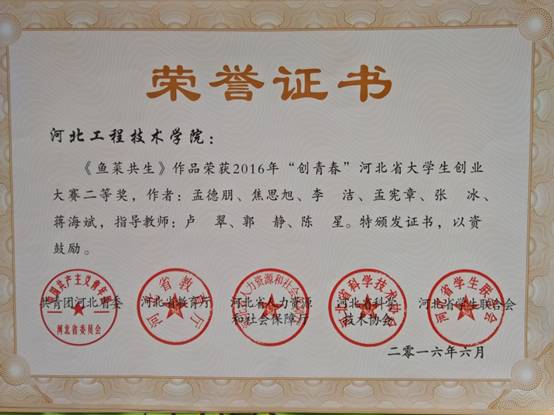 荣誉证书
河北工程技术学院：
《鱼菜共生》作品荣获2016年“创青春”河北省大学生创业
大赛二等奖，作者：孟德朋、焦思旭、李 洁、孟宪章、张 冰、
蒋海斌，指导教师：卢 翠、郭 静、陈 星。特颁发证书，以资
鼓励。
共青团河北省委 河北省教育厅 河北省人力资源 河北省科学 河北省学生联合会
和社会保障厅 技术协会
河北省委员会
二零一六年六月